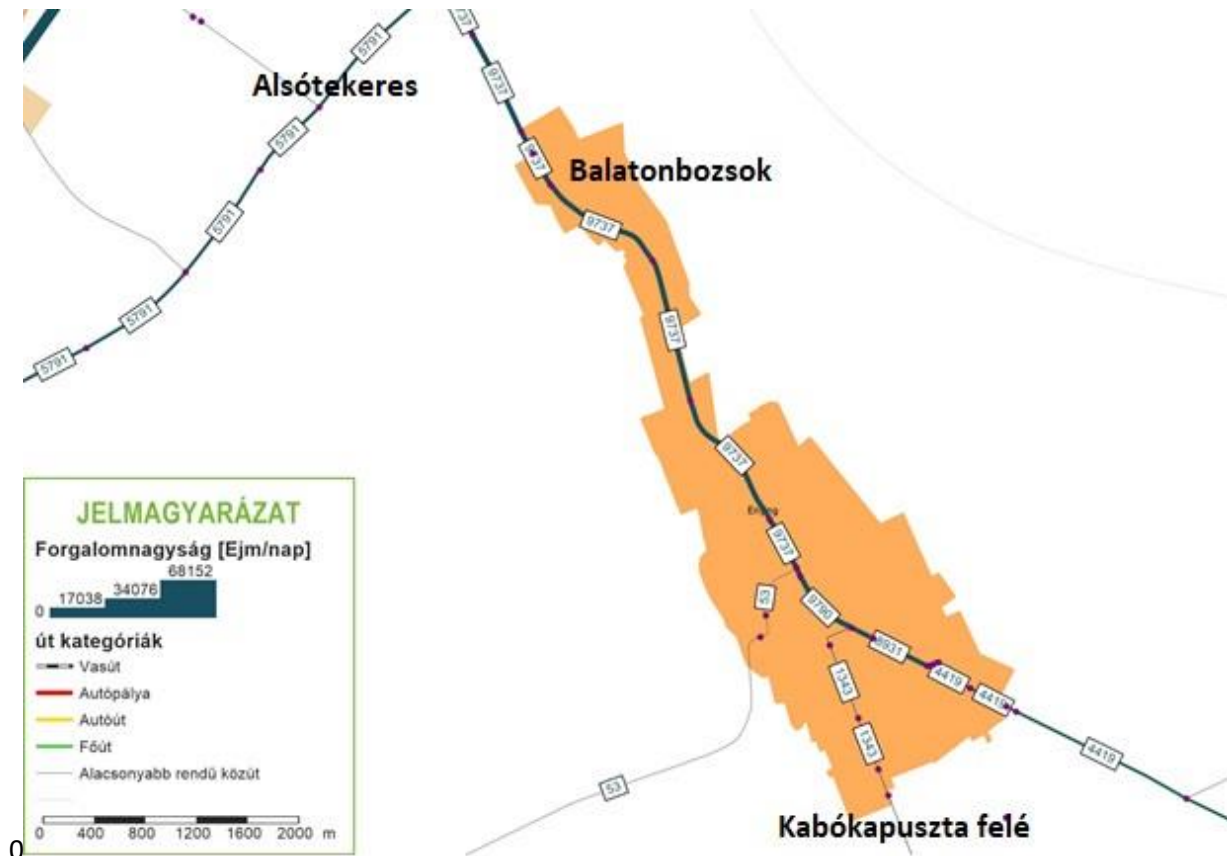 9737
5791
9737
Alsótekeres
5791
9737
Balatonbozsok
5791
9737
5791
9737
5791
9737
JELMAGYARÁZAT
Forgalomnagyság [Ejm/nap]
68152
34076
17038
0
út kategóriák
Vasút
Autópálya
Autóút
Főút
Alacsonyabb rendű közút
0 400 800 1200 1600 2000 m
9737
53
9790
8931
4419
4419
1343
1343
4419
53
Kabókapuszta felé
0